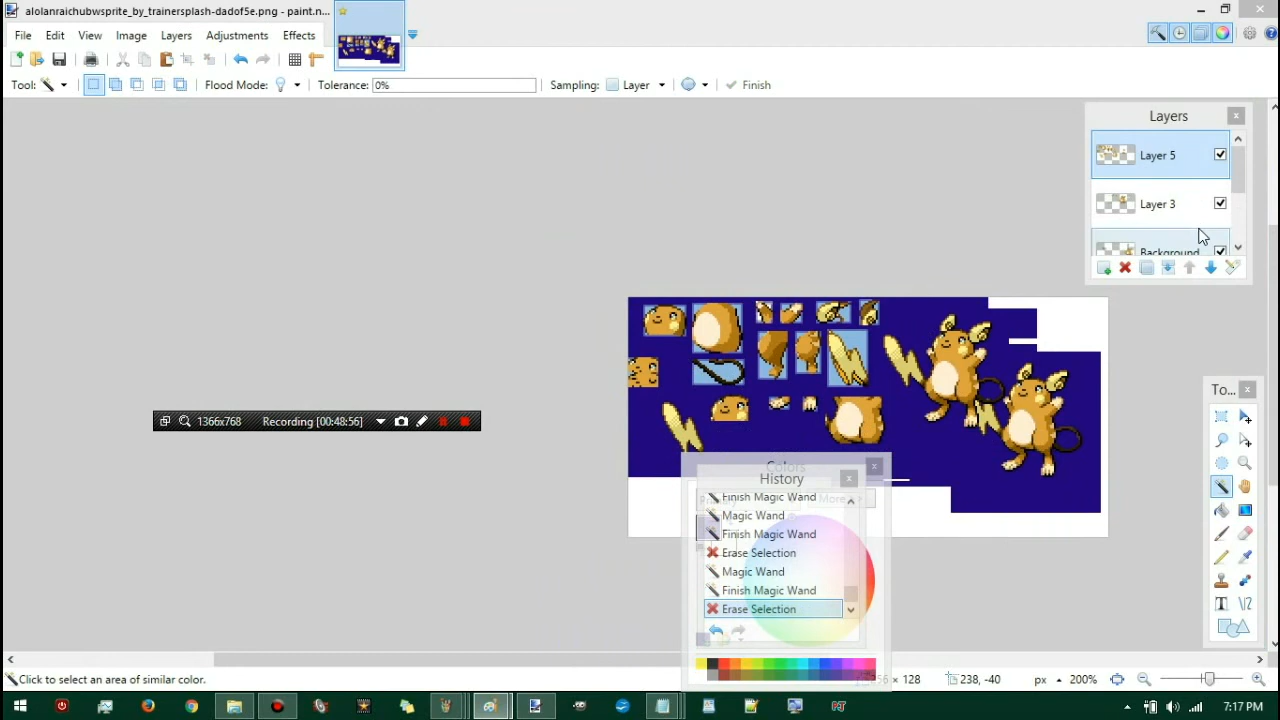 alolanraichubwsprite_by_trainersplash-dadof5e.png - paint.n...
File Edit View Image Layers Adjustments Effects
Tool: Flood Mode: Tolerance: 0% Sampling: Layer Finish
Layers
Layer 5
Layer 3
Background
1366x768 Recording [00:48:56]
To...
Colors
History
More
Finish Magic Wand
Magic Wand
Finish Magic Wand
Erase Selection
Magic Wand
Finish Magic Wand
Erase Selection
Click to select an area of similar color.
× 128 238, -40 px 200%
7:17 PM